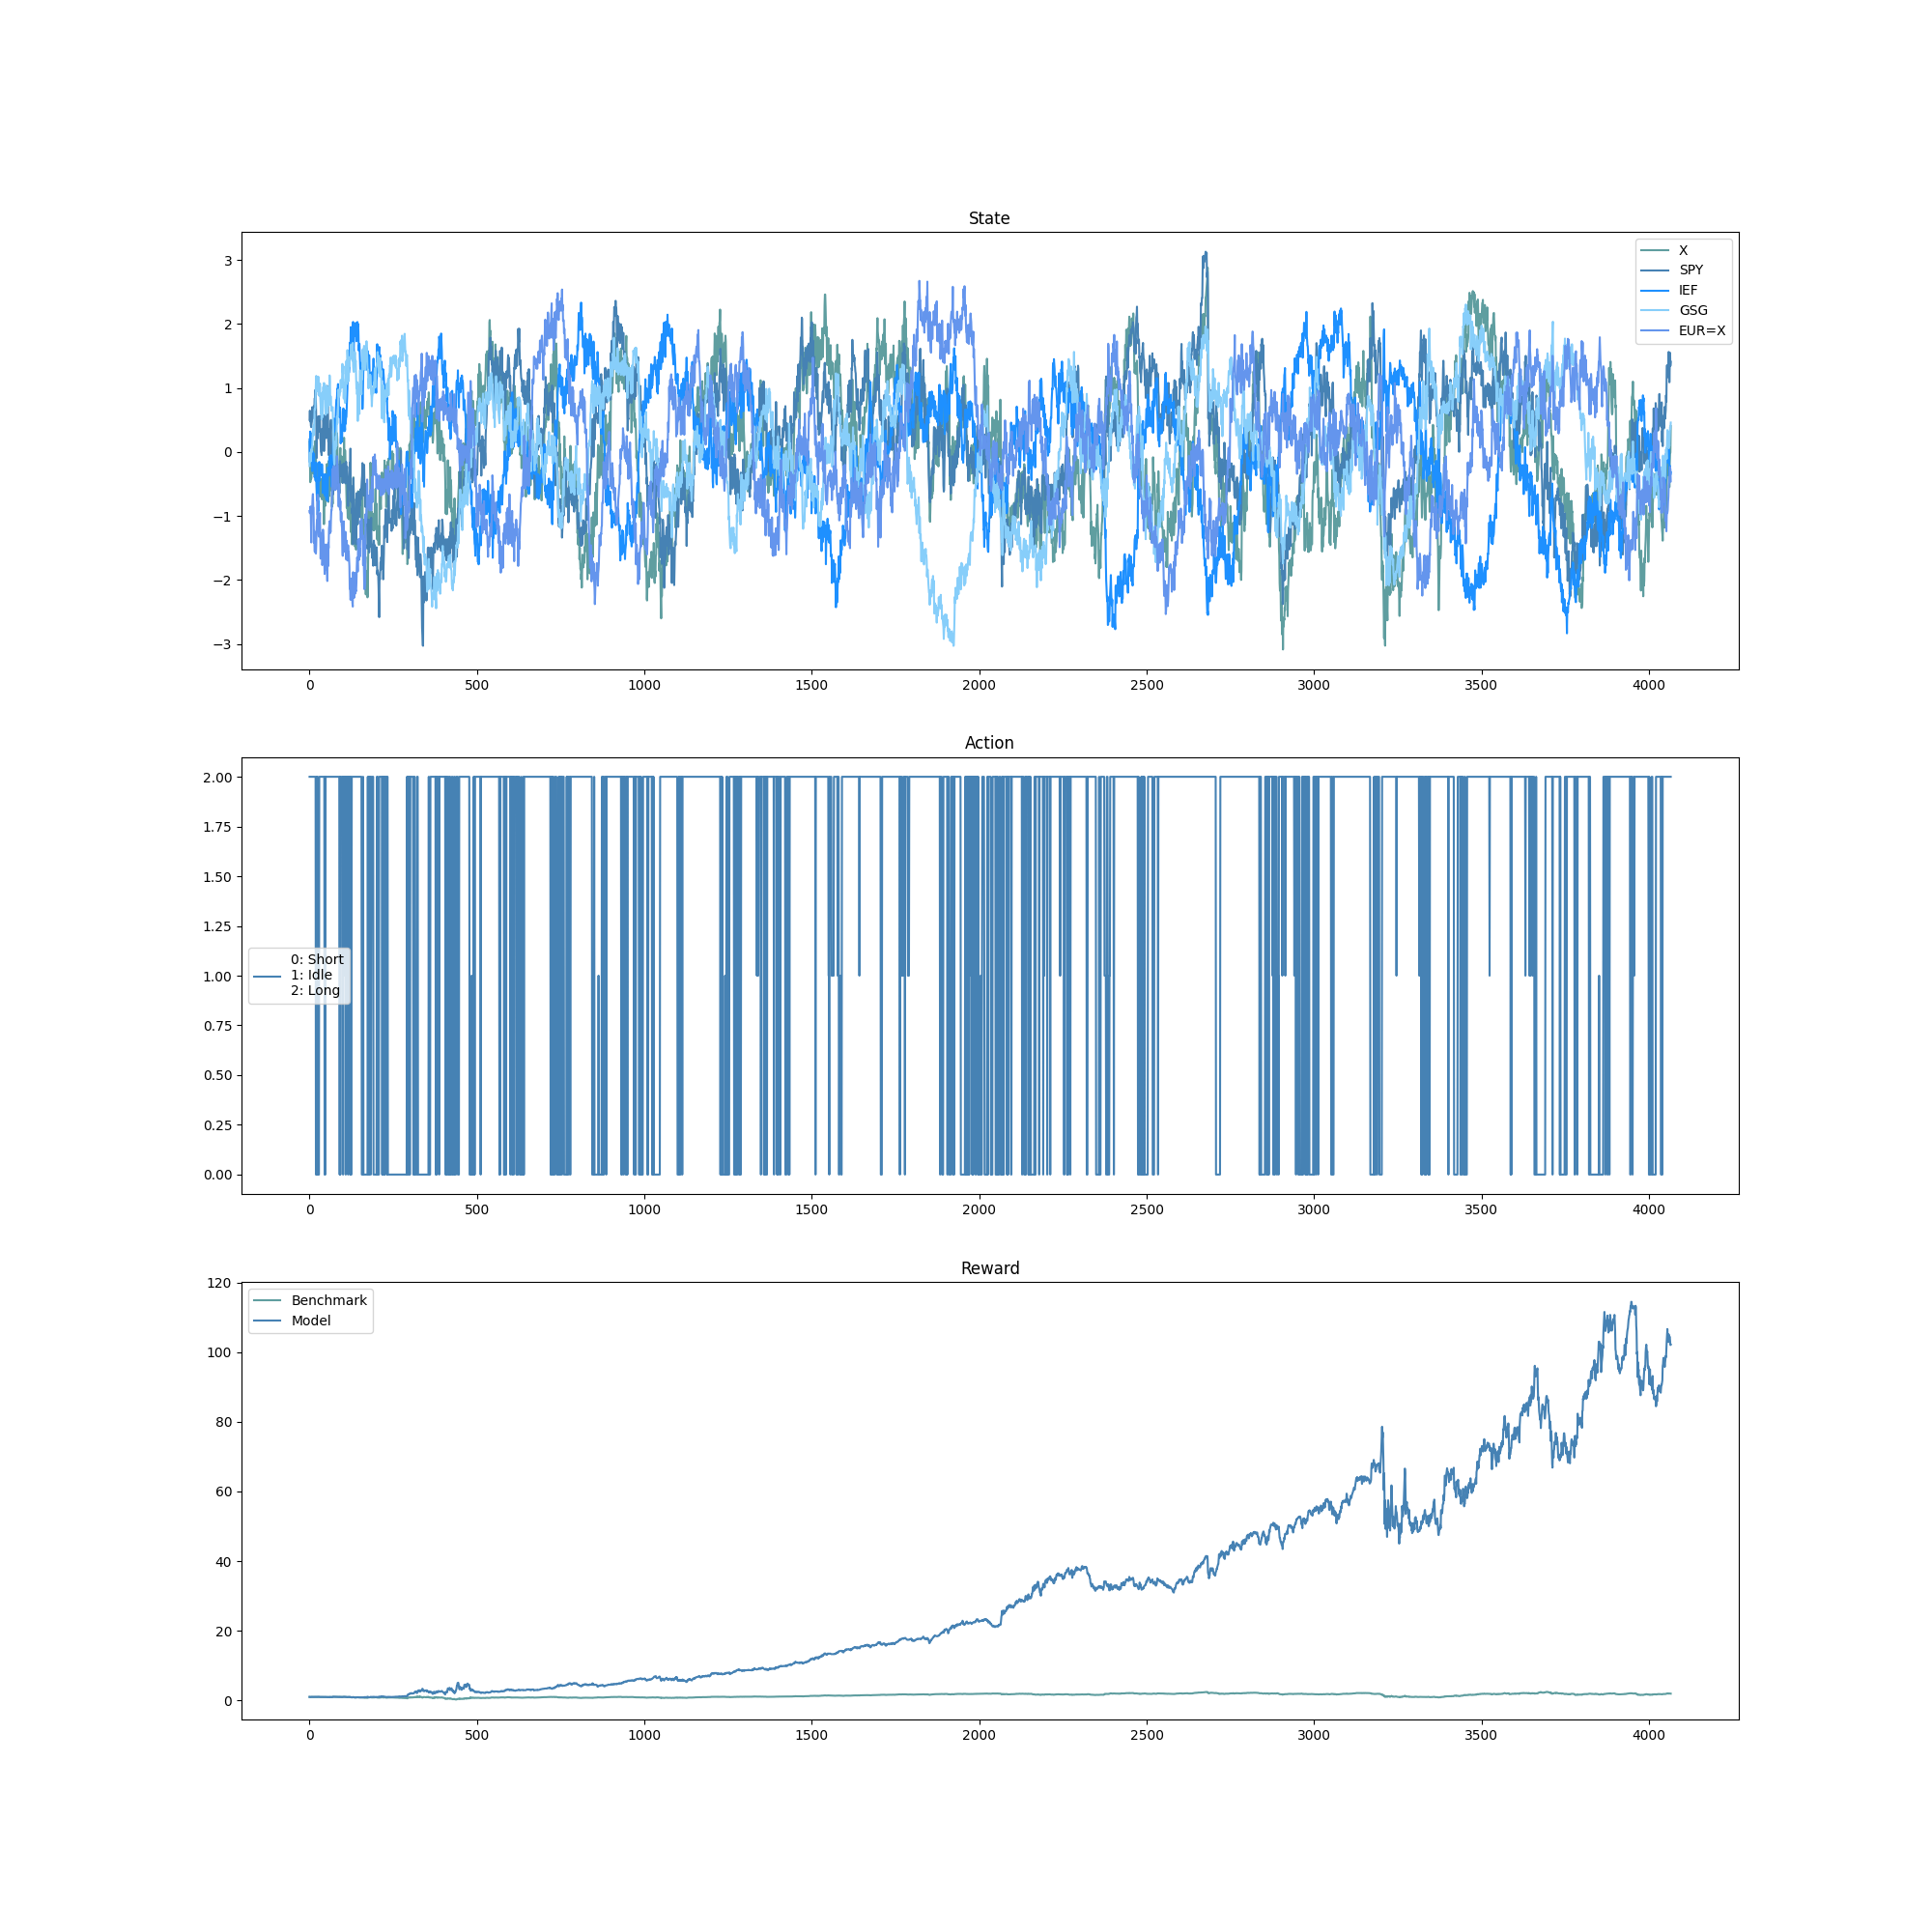 State
3
2
1
0
−1
−2
−3
X
SPY
IEF
GSG
EUR=X
0 500 1000 1500 2000 2500 3000 3500 4000
Action
2.00
1.75
1.50
1.25
1.00
0.75
0.50
0.25
0.00
0: Short
1: Idle
2: Long
0 500 1000 1500 2000 2500 3000 3500 4000
Reward
120
100
80
60
40
20
0
Benchmark
Model
0 500 1000 1500 2000 2500 3000 3500 4000